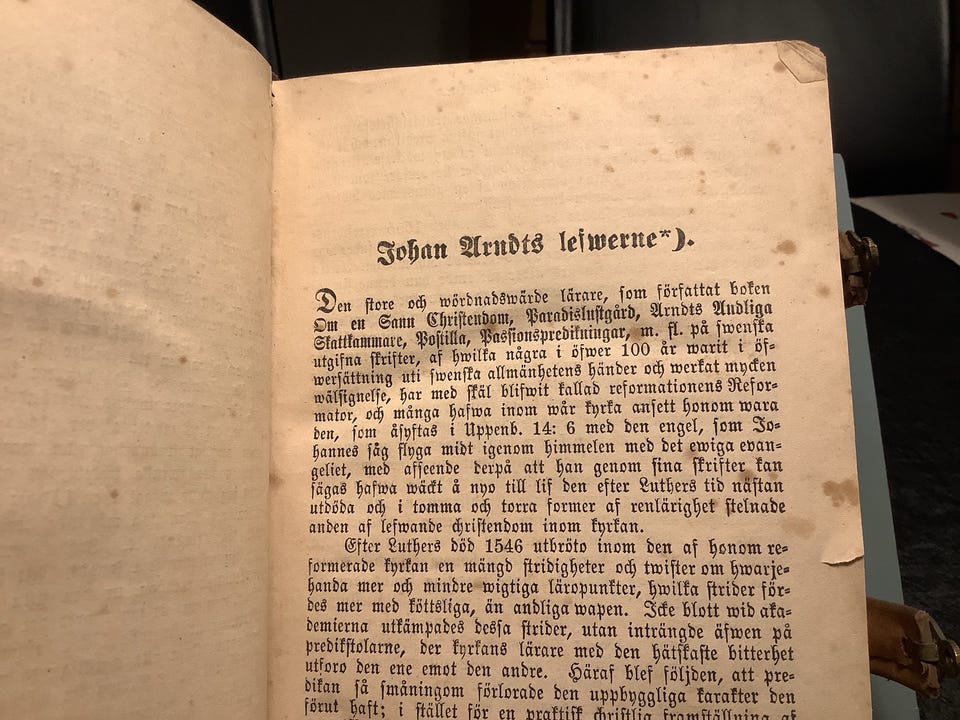 Johan Arndts lefwerne*).
Den store och wördnadswärde lärare, som författat boken
Om en Sann Christendom, Paradislustgård, Arndts Andliga
Skattkammare, Postilla, Passionspredikningar, m. fl. på swenska
utgifna skrifter, af hwilka några i öfwer 100 år warit i öf-
wersättning uti swenska allmänhetens händer och werkat mycken
wälsignelse, har med skäl blifwit kallad reformationens Refor-
mator, och många hafwa inom wår kyrka ansett honom wara
den, som åsyftas i Uppenb. 14: 6 med den engel, som Jo-
hannes såg flyga midt igenom himmelen med det ewiga evan-
geliet, med afseende derpå att han genom sina skrifter kan
sägas hafwa wäckt å nyo till lif den efter Luthers tid nästan
utdöda och i tomma och torra former af renlärighet stelnade
anden af lefwande christendom inom kyrkan.
Efter Luthers död 1546 utbröto inom den af honom re-
formerade kyrkan en mängd stridigheter och twister om hwarje-
handa mer och mindre wigtiga läropunkter, hwilka strider för-
des mer med köttsliga, än andliga wapen. Icke blott wid aka-
demierna utkämpades dessa strider, utan inträngde äfwen på
predikstolarne, der kyrkans lärare med den hätskaste bitterhet
utforo den ene emot den andre. Häraf blef följden, att pre-
dikan så småningom förlorade den uppbyggliga karakter den
förut haft; i stället för en praktisk christlig framställning af